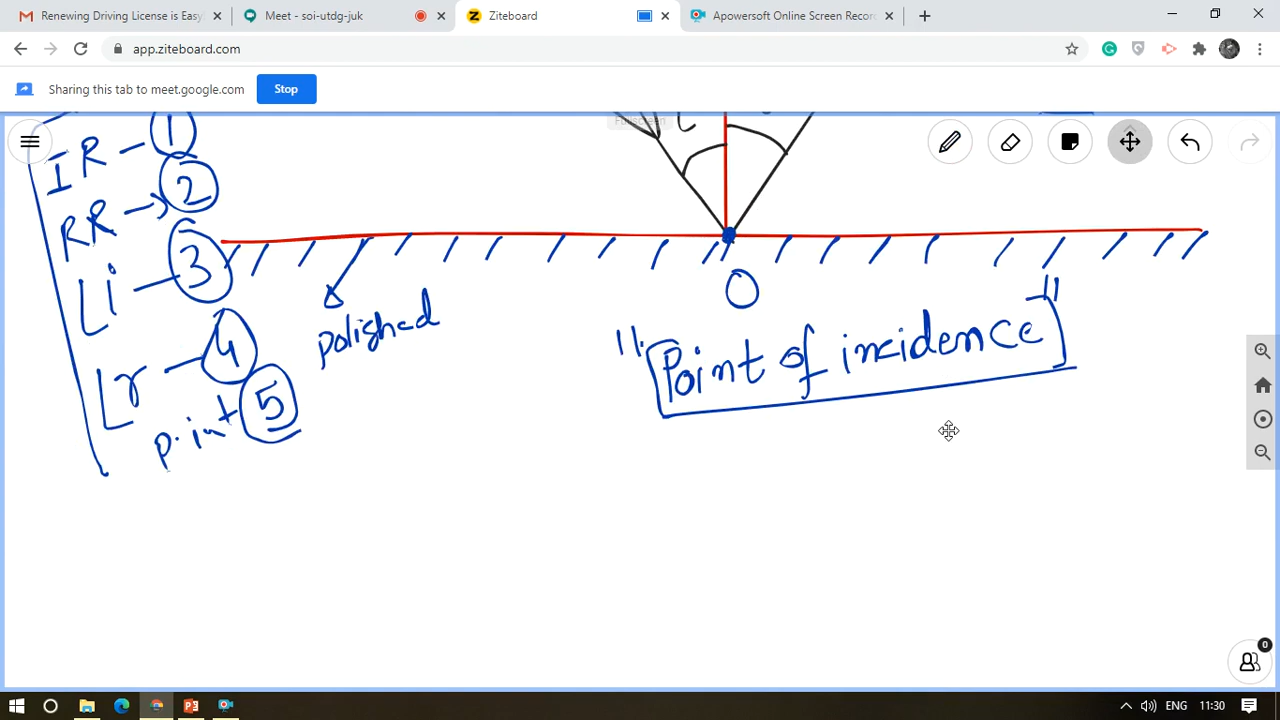 Renewing Driving License is Easy!
Meet - soi-utdg-juk
Ziteboard
Apowersoft Online Screen Recor
app.ziteboard.com
Sharing this tab to meet.google.com
Stop
IR - 1
RR → 2
∠i - 3
∠r - 4
p. int 5
i
polished
O
"Point of incidence"
0
ENG
11:30